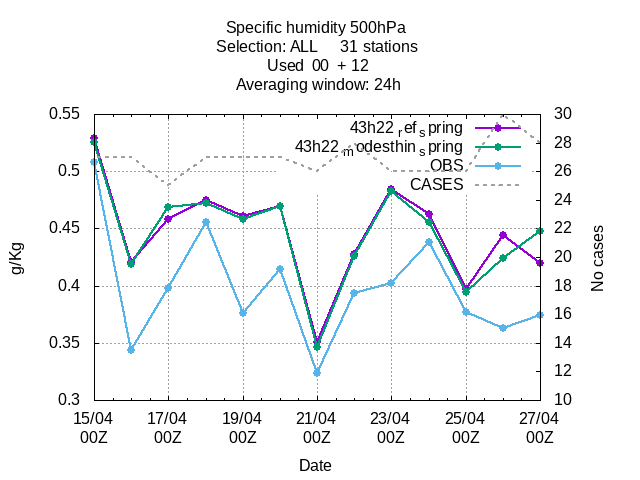 Specific humidity 500hPa
Selection: ALL 31 stations
Used 00 + 12
Averaging window: 24h
0.55
0.5
0.45
0.4
0.35
0.3
g/Kg
43h22 ref spring
43h22 modesthin spring
OBS
CASES
30
28
26
24
22
20
18
16
14
12
10
No cases
15/04 17/04 19/04 21/04 23/04 25/04 27/04
00Z 00Z 00Z 00Z 00Z 00Z 00Z
Date